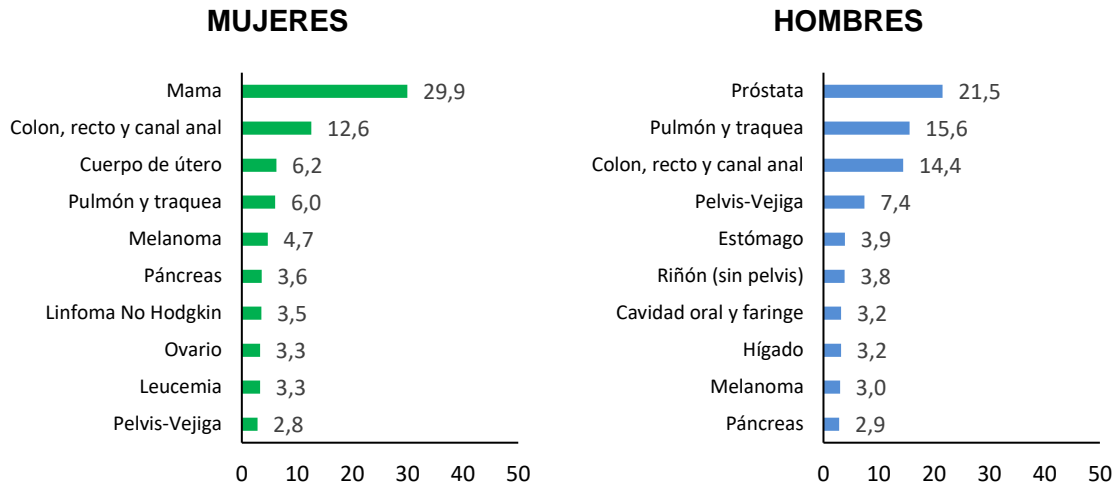 MUJERES
Mama 29,9
Colon, recto y canal anal 12,6
Cuerpo de útero 6,2
Pulmón y traquea 6,0
Melanoma 4,7
Páncreas 3,6
Linfoma No Hodgkin 3,5
Ovario 3,3
Leucemia 3,3
Pelvis-Vejiga 2,8
0 10 20 30 40 50
HOMBRES
Próstata 21,5
Pulmón y traquea 15,6
Colon, recto y canal anal 14,4
Pelvis-Vejiga 7,4
Estómago 3,9
Riñón (sin pelvis) 3,8
Cavidad oral y faringe 3,2
Hígado 3,2
Melanoma 3,0
Páncreas 2,9
0 10 20 30 40 50